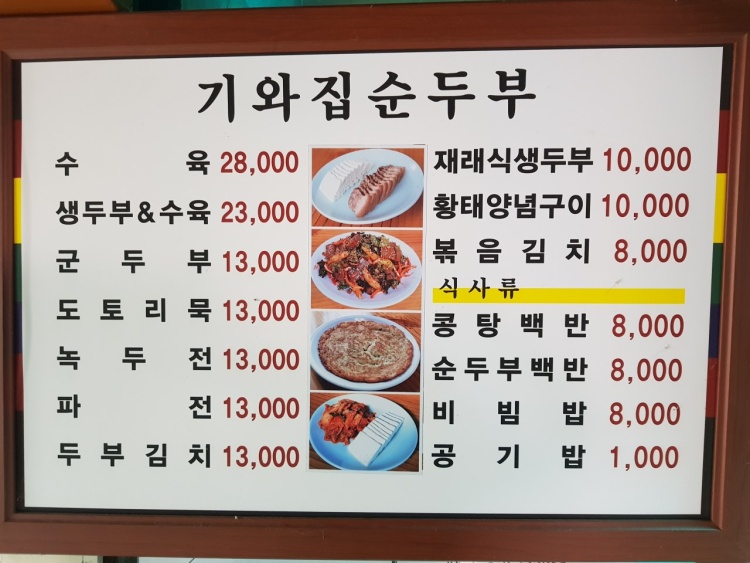 기와집순두부
수육 28,000
생두부&수육 23,000
군두부 13,000
도토리묵 13,000
녹두전 13,000
파전 13,000
두부김치 13,000
재래식생두부 10,000
황태양념구이 10,000
볶음김치 8,000
식사류
콩탕백반 8,000
순두부백반 8,000
비빔밥 8,000
공기밥 1,000